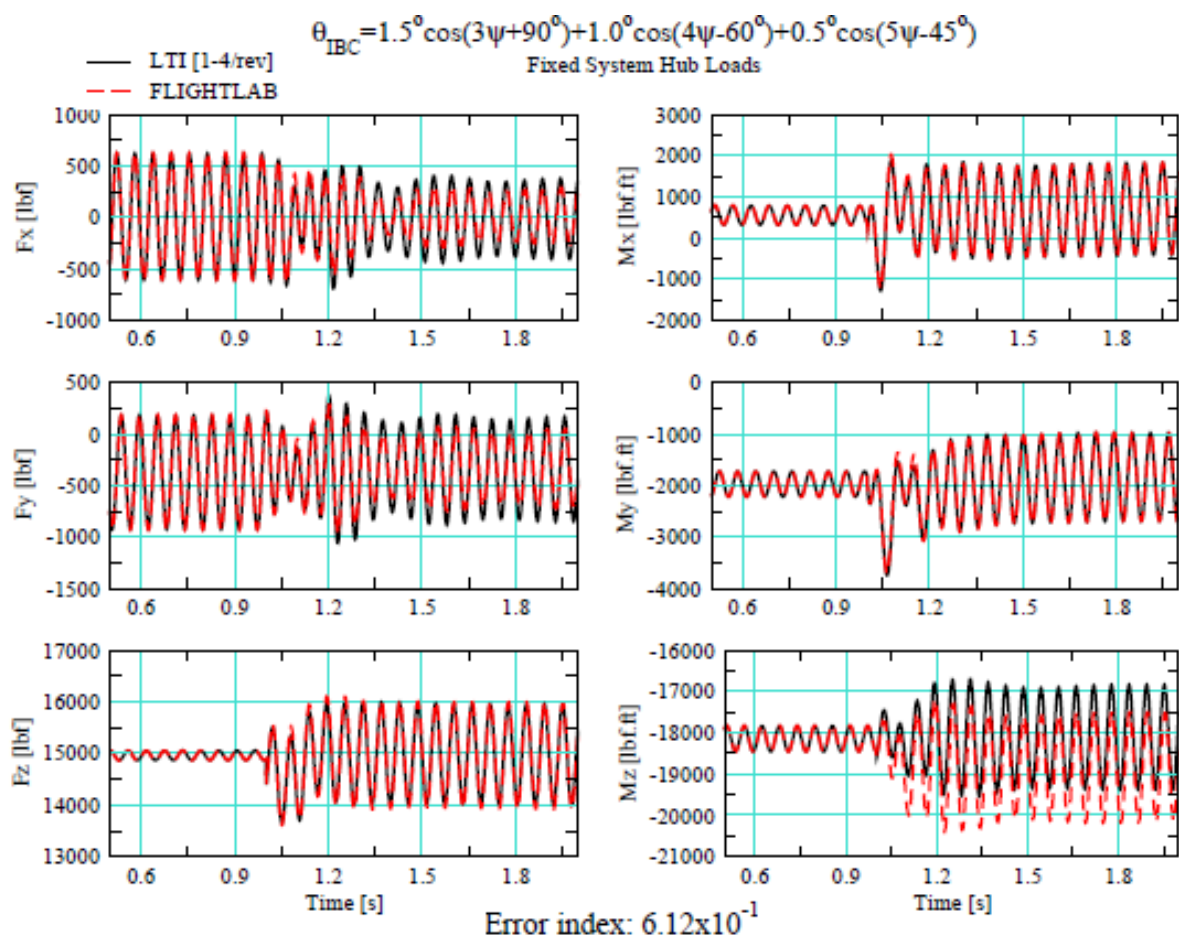 θIBC=1.5°cos(3ψ+90°)+1.0°cos(4ψ-60°)+0.5°cos(5ψ-45°)
LTI [1-4/rev]
Fixed System Hub Loads
FLIGHTLAB
Fx [lbf]
1000
500
0
-500
-1000
0.6 0.9 1.2 1.5 1.8
Mx [lbf.ft]
3000
2000
1000
0
-1000
-2000
0.6 0.9 1.2 1.5 1.8
Fy [lbf]
500
0
-500
-1000
-1500
0.6 0.9 1.2 1.5 1.8
My [lbf.ft]
0
-1000
-2000
-3000
-4000
0.6 0.9 1.2 1.5 1.8
Fz [lbf]
17000
16000
15000
14000
13000
0.6 0.9 1.2 1.5 1.8
Time [s]
Mz [lbf.ft]
-16000
-17000
-18000
-19000
-20000
-21000
0.6 0.9 1.2 1.5 1.8
Time [s]
Error index: 6.12x10⁻¹